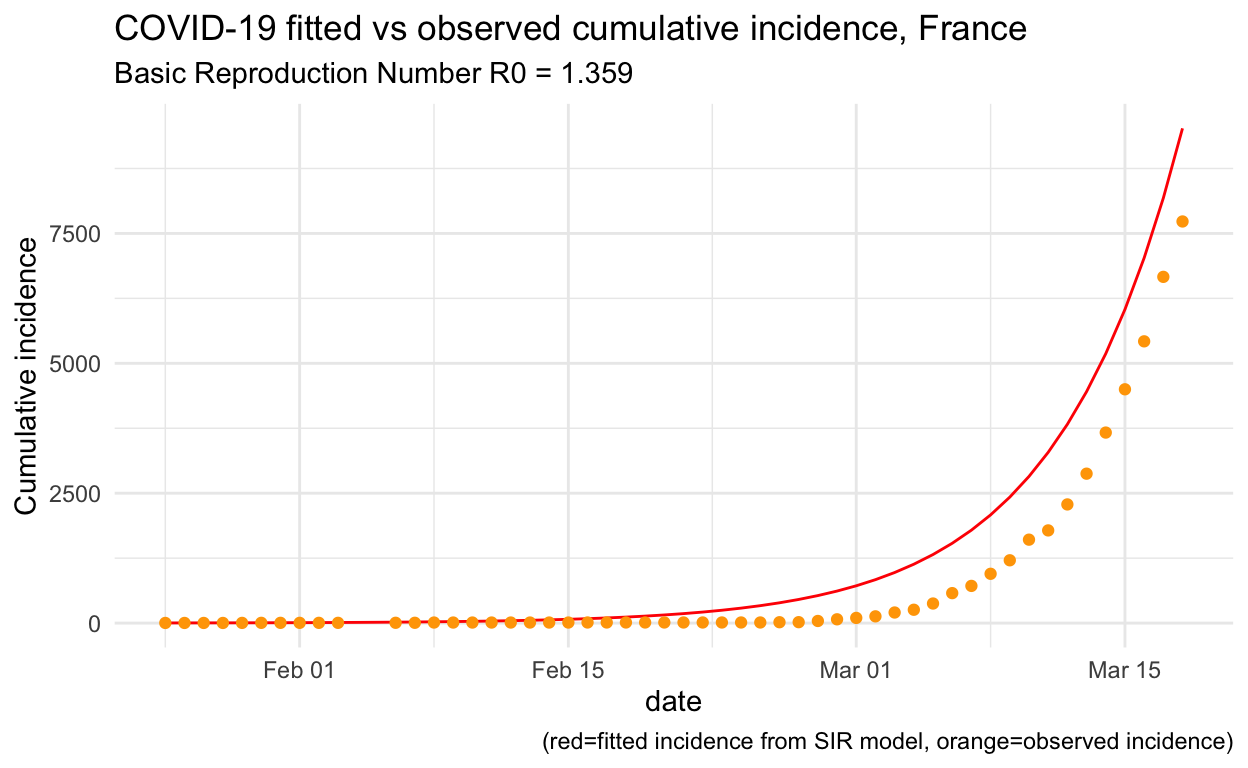 COVID-19 fitted vs observed cumulative incidence, France
Basic Reproduction Number R0 = 1.359
Cumulative incidence
7500
5000
2500
0
Feb 01
Feb 15
Mar 01
Mar 15
date
(red=fitted incidence from SIR model, orange=observed incidence)